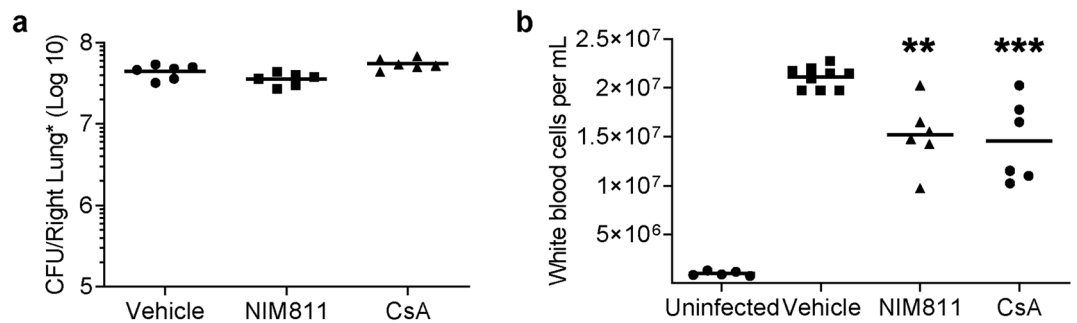 a
CFU/Right Lung* (Log 10)
8
7
6
5
Vehicle
NIM811
CsA
b
White blood cells per mL
2.5×10⁷
2×10⁷
1.5×10⁷
1×10⁷
5×10⁶
**
***
Uninfected
Vehicle
NIM811
CsA